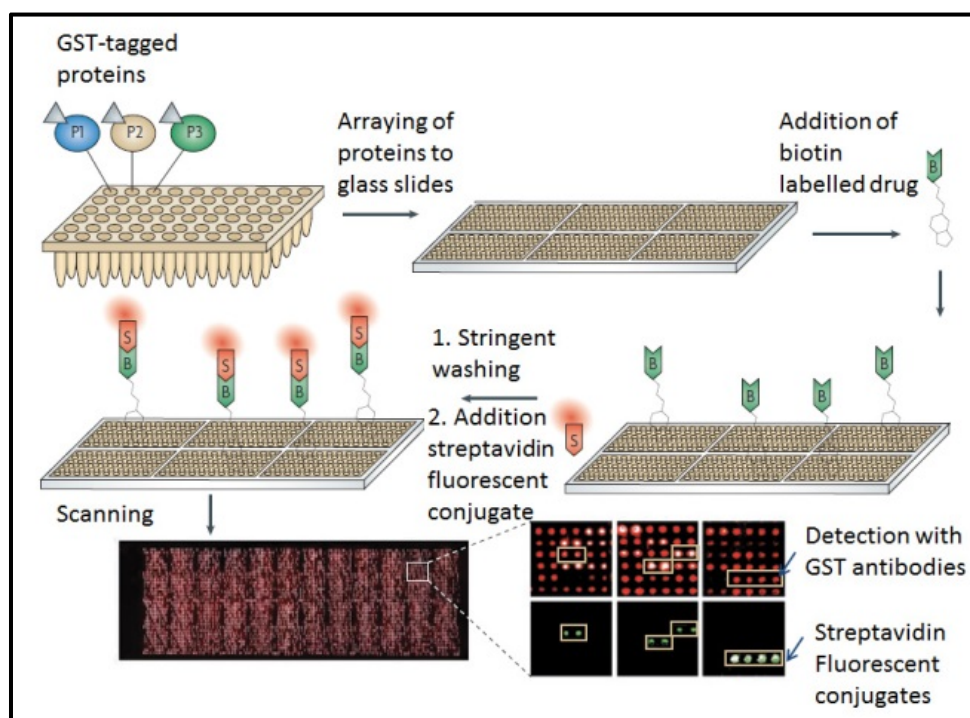 GST-tagged
proteins
P1
P2
P3
Arraying of
proteins to
glass slides
Addition of
biotin
labelled drug
B
B
B
B
B
1. Stringent
washing
2. Addition
streptavidin
fluorescent
conjugate
S
S
B
S
B
S
B
S
B
Scanning
Detection with
GST antibodies
Streptavidin
Fluorescent
conjugates